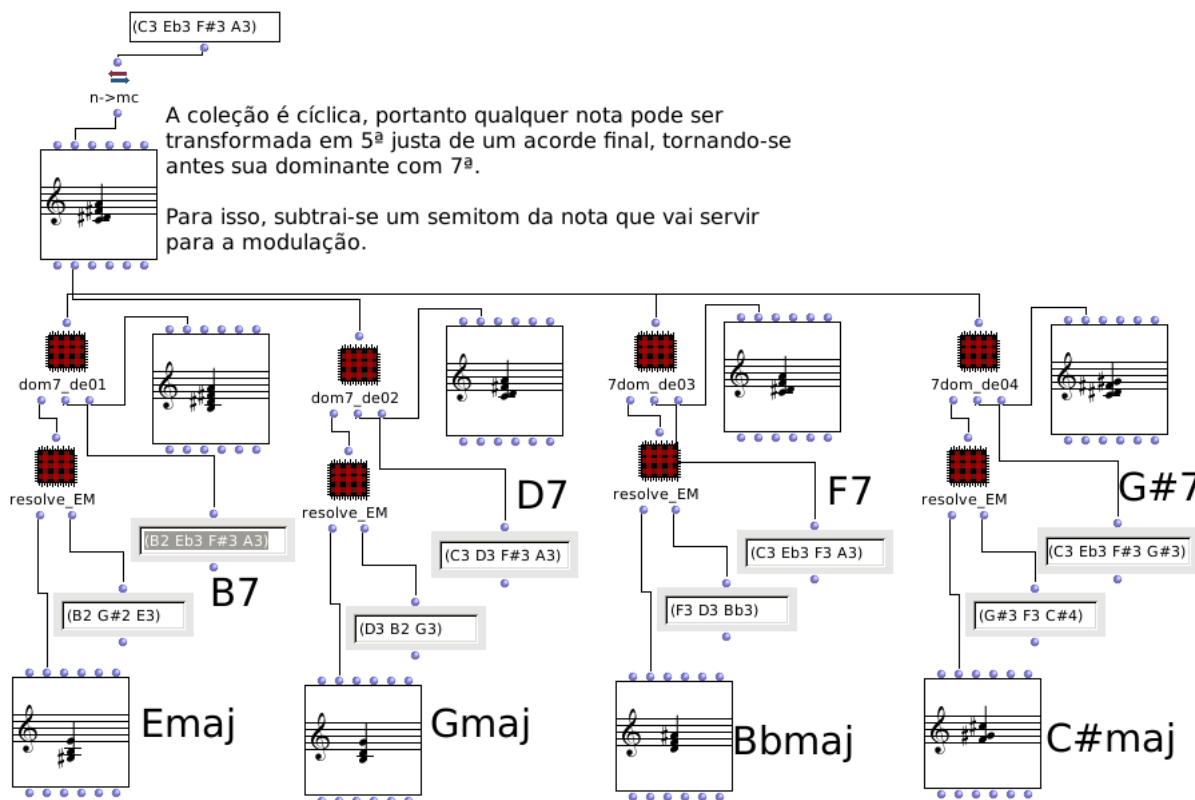 (C3 Eb3 F#3 A3)
n->mc
A coleção é cíclica, portanto qualquer nota pode ser
transformada em 5ª justa de um acorde final, tornando-se
antes sua dominante com 7ª.
Para isso, subtrai-se um semitom da nota que vai servir
para a modulação.
dom7_de01
dom7_de02
7dom_de03
7dom_de04
resolve_EM
resolve_EM
resolve_EM
resolve_EM
D7
F7
G#7
(B2 Eb3 F#3 A3)
(C3 D3 F#3 A3)
(C3 Eb3 F3 A3)
(C3 Eb3 F#3 G#3)
B7
(B2 G#2 E3)
(D3 B2 G3)
(F3 D3 Bb3)
(G#3 F3 C#4)
Emaj
Gmaj
Bbmaj
C#maj